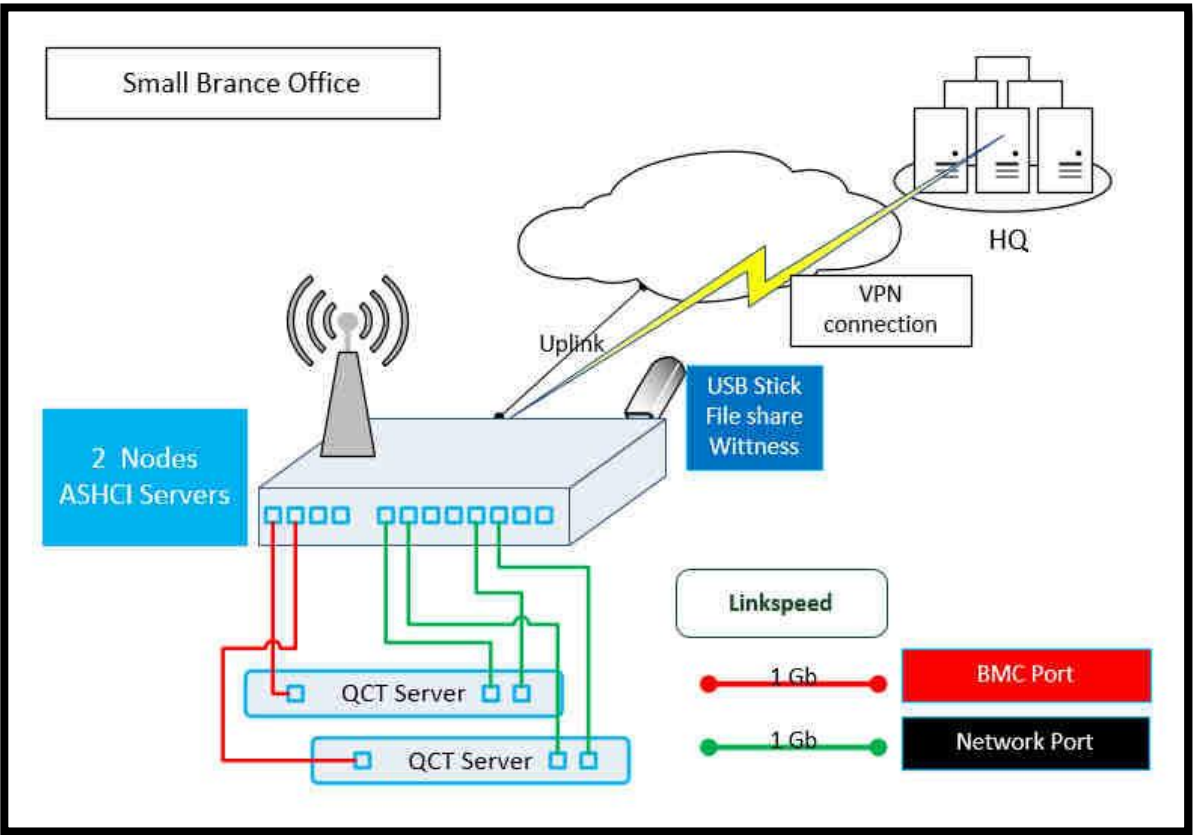 Small Brance Office
HQ
VPN
connection
Uplink
USB Stick
File share
Wittness
2 Nodes
ASHCI Servers
Linkspeed
QCT Server
1 Gb
BMC Port
QCT Server
1 Gb
Network Port